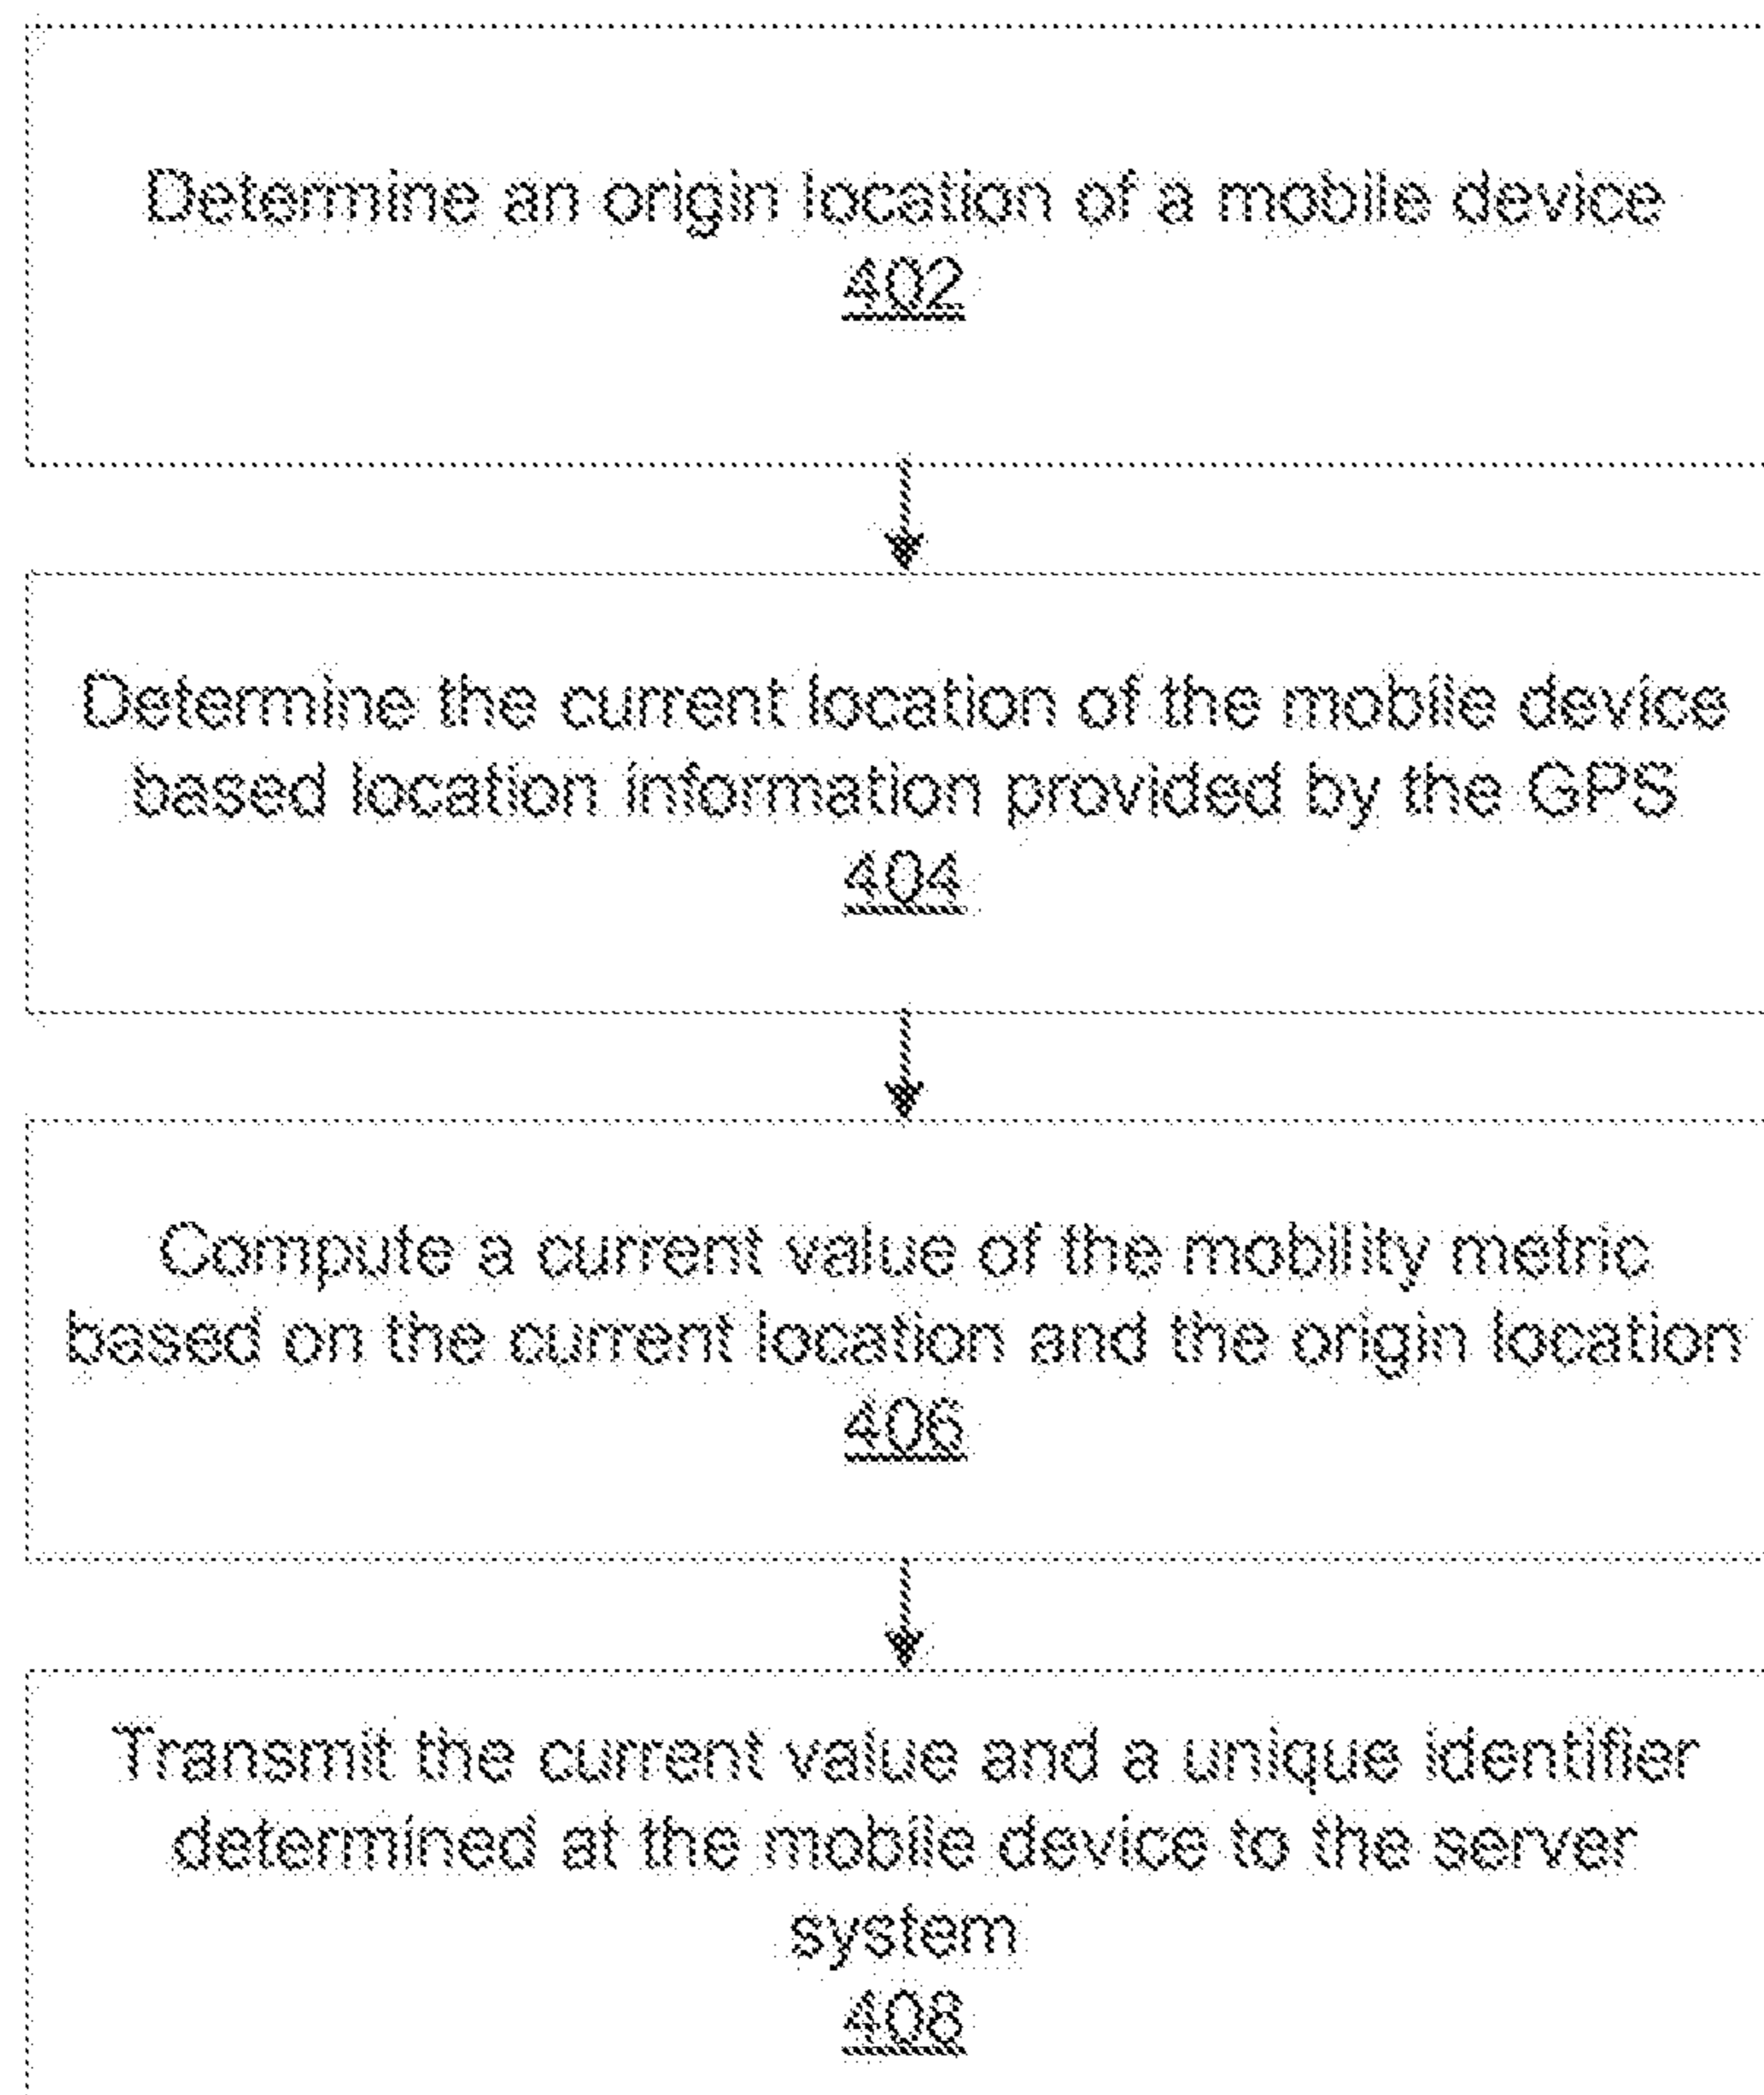 Determine an origin location of a mobile device
402
Determine the current location of the mobile device
based location information provided by the GPS
404
Compute a current value of the mobility metric
based on the current location and the origin location
406
Transmit the current value and a unique identifier
determined at the mobile device to the server
system
408